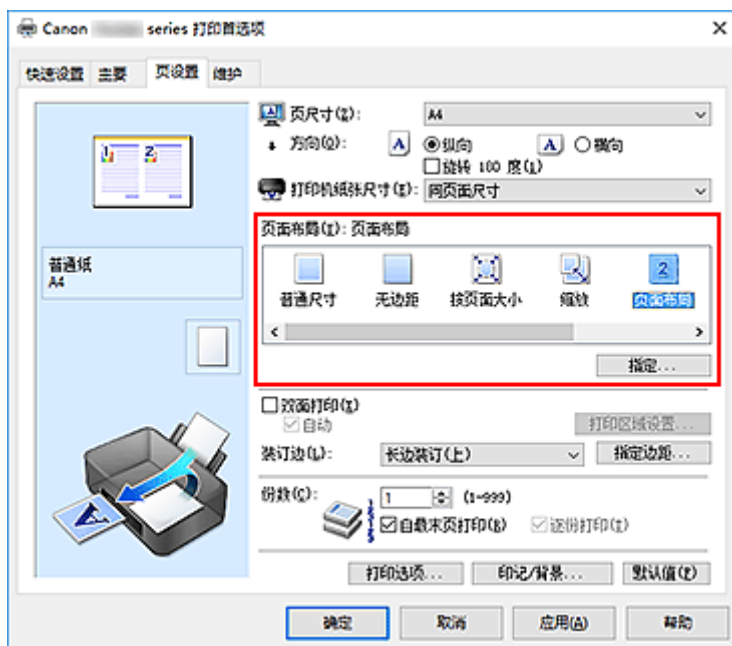 Canon series 打印首选项
快速设置 主要 页设置 维护
页尺寸(Z): A4
方向(O): A 纵向 A 横向
旋转 180 度(1)
打印机纸张尺寸(E): 同页面尺寸
页面布局(I): 页面布局
普通纸
A4
普通尺寸 无边距 按页面大小 缩放 页面布局
指定...
双面打印(X)
自动
打印区域设置...
装订边(L): 长边装订(上) 指定边距...
份数(C): 1 (1-999)
自最末页打印(R) 逐份打印(T)
打印选项... 印记/背景... 默认值(F)
确定 取消 应用(A) 帮助